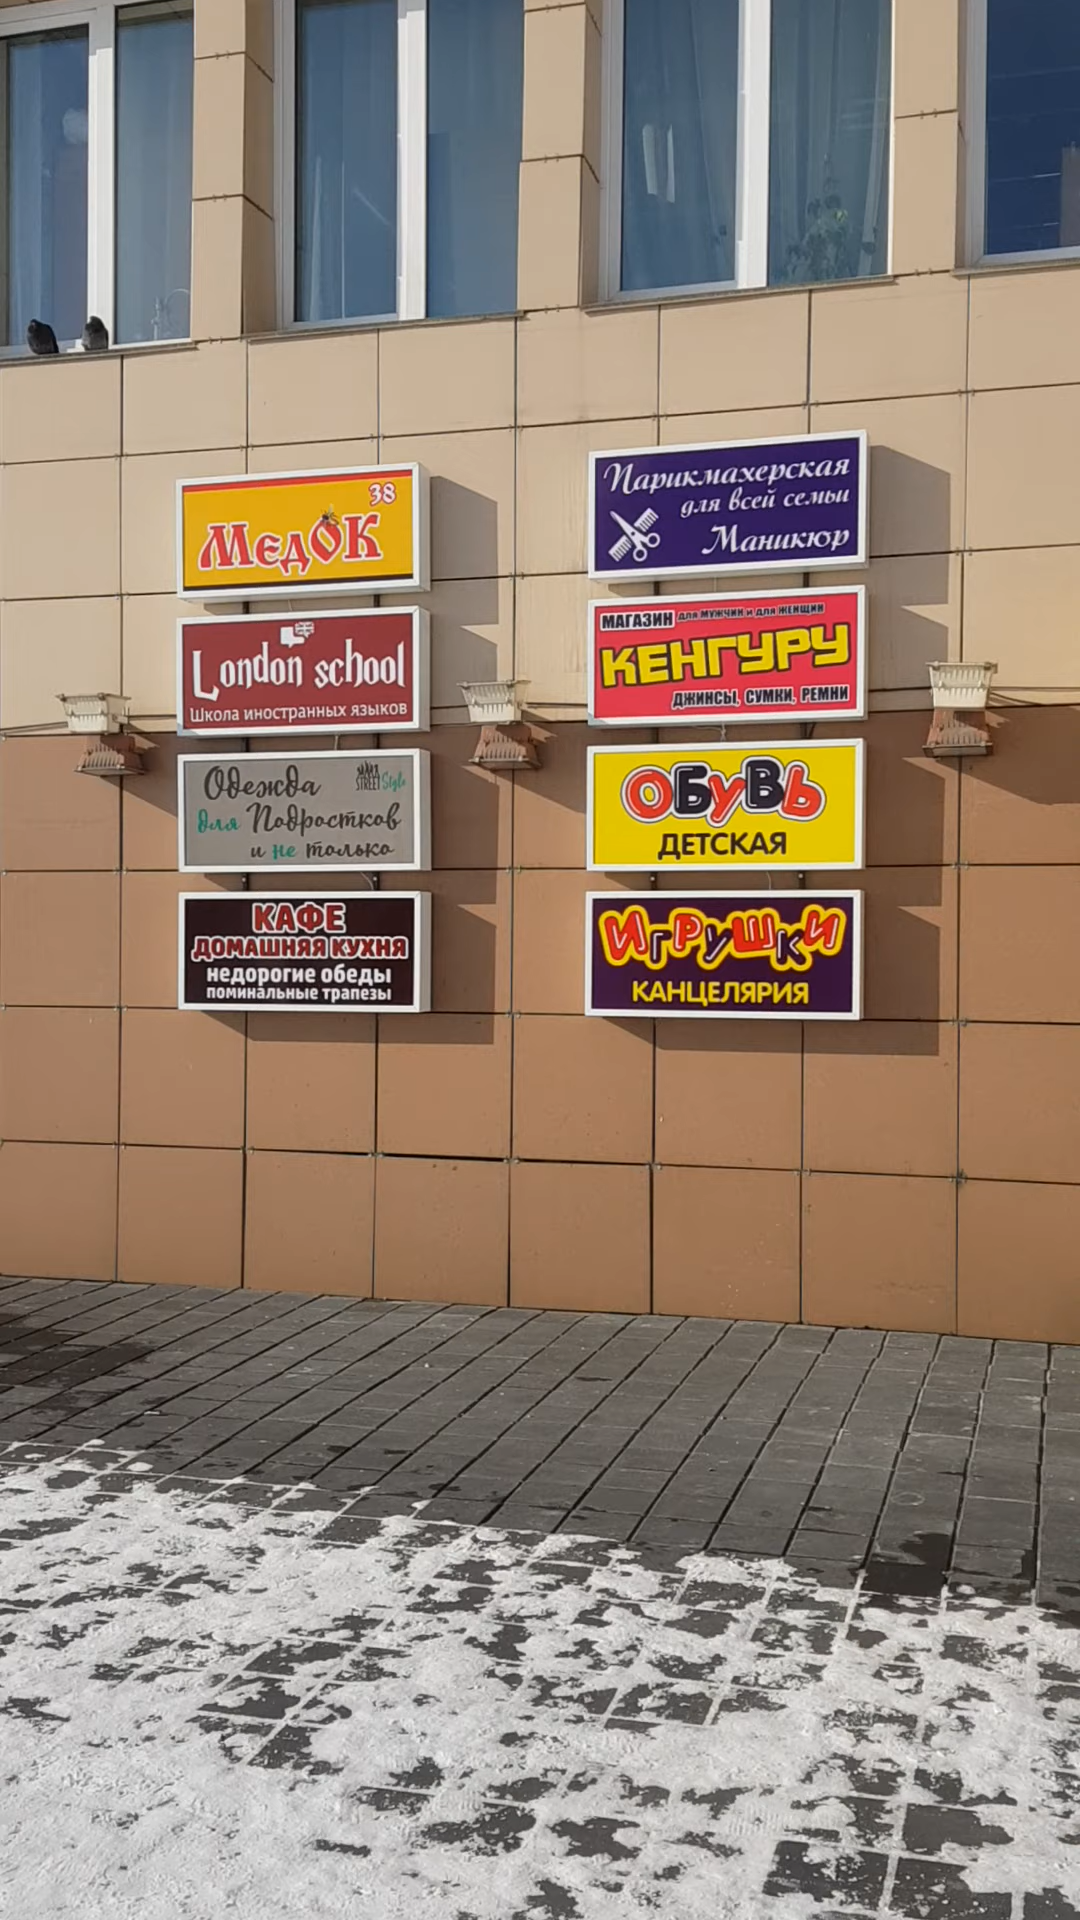 38
МедОК
London school
Школа иностранных языков
Одежда
STREET Style
для Подростков
и не только
КАФЕ
ДОМАШНЯЯ КУХНЯ
недорогие обеды
поминальные трапезы
Парикмахерская
для всей семьи
Маникюр
МАГАЗИН для мужчин и для женщин
КЕНГУРУ
ДЖИНСЫ, СУМКИ, РЕМНИ
ОБУВЬ
ДЕТСКАЯ
ИГРУШКИ
КАНЦЕЛЯРИЯ